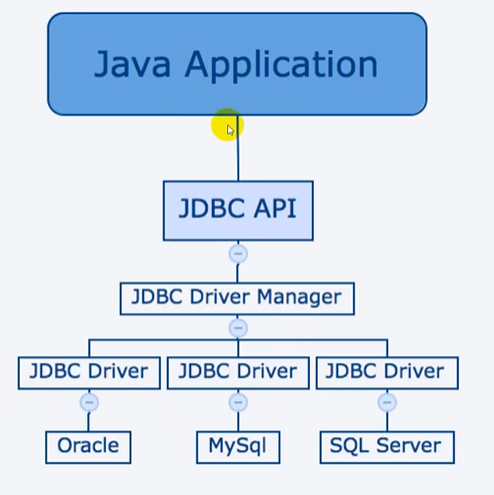 Java Application
JDBC API
JDBC Driver Manager
JDBC Driver
JDBC Driver
JDBC Driver
Oracle
MySql
SQL Server